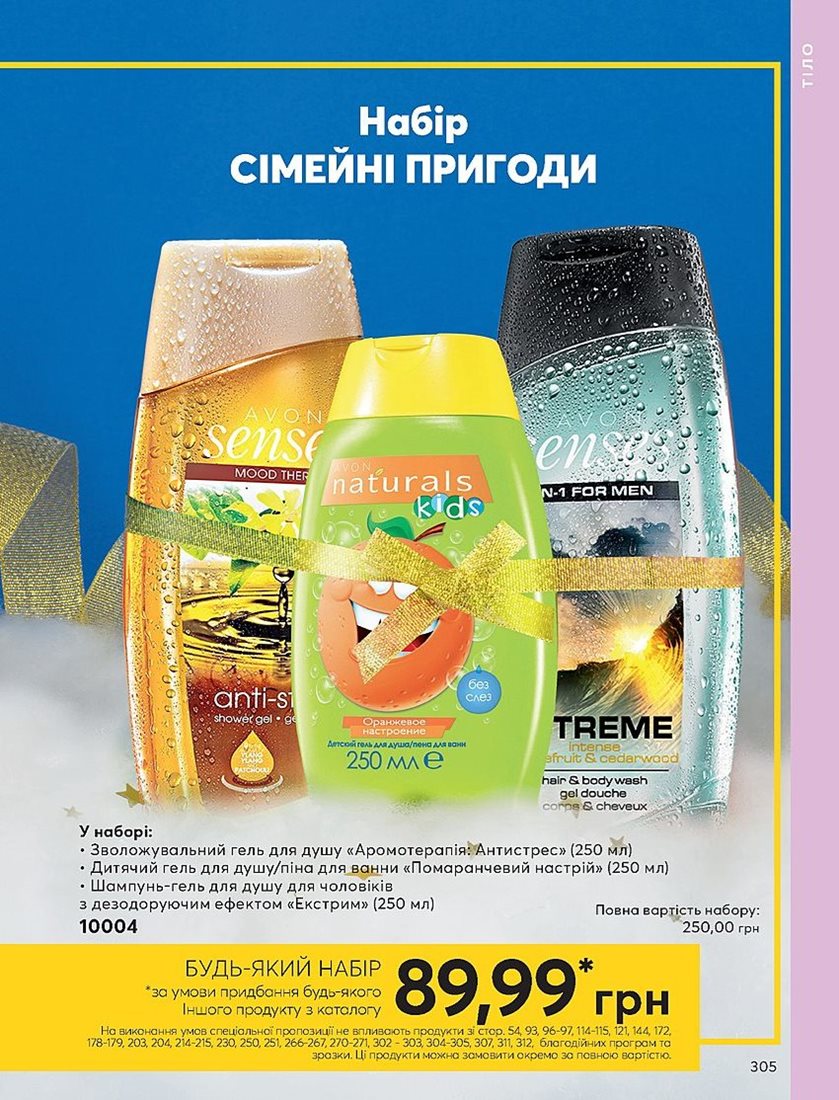 ТІЛО
Набір
СІМЕЙНІ ПРИГОДИ
AVON
senses
MOOD THER
anti-st
shower gel • ge
YLANG
YLANG
PATCHOULI
AVON
naturals
kids
без
слез
Оранжевое
настроение
Детский гель для душа/пена для ванн
250 мл e
AVON
enses
N-1 FOR MEN
TREME
intense
efruit & cedarwood
hair & body wash
gel douche
corps & cheveux
У наборі:
• Зволожувальний гель для душу «Аромотерапія: Антистрес» (250 мл)
• Дитячий гель для душу/піна для ванни «Помаранчевий настрій» (250 мл)
• Шампунь-гель для душу для чоловіків
з дезодоруючим ефектом «Екстрим» (250 мл)
10004
Повна вартість набору:
250,00 грн
БУДЬ-ЯКИЙ НАБІР
*за умови придбання будь-якого
Іншого продукту з каталогу
89,99* грн
На виконання умов спеціальної пропозиції не впливають продукти зі стор. 54, 93, 96-97, 114-115, 121, 144, 172,
178-179, 203, 204, 214-215, 230, 250, 251, 266-267, 270-271, 302 - 303, 304-305, 307, 311, 312, благодійних програм та
зразки. Ці продукти можна замовити окремо за повною вартістю.
305